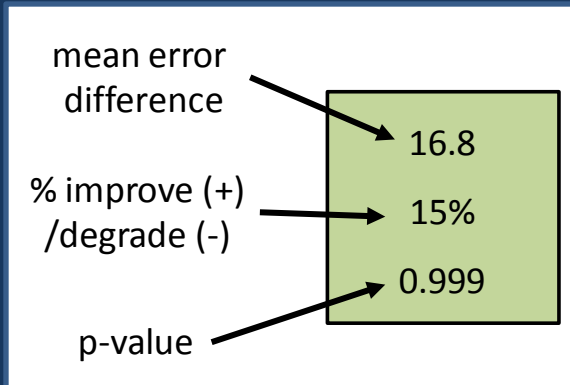 mean error
difference
16.8
% improve (+)
/degrade (-)
15%
0.999
p-value